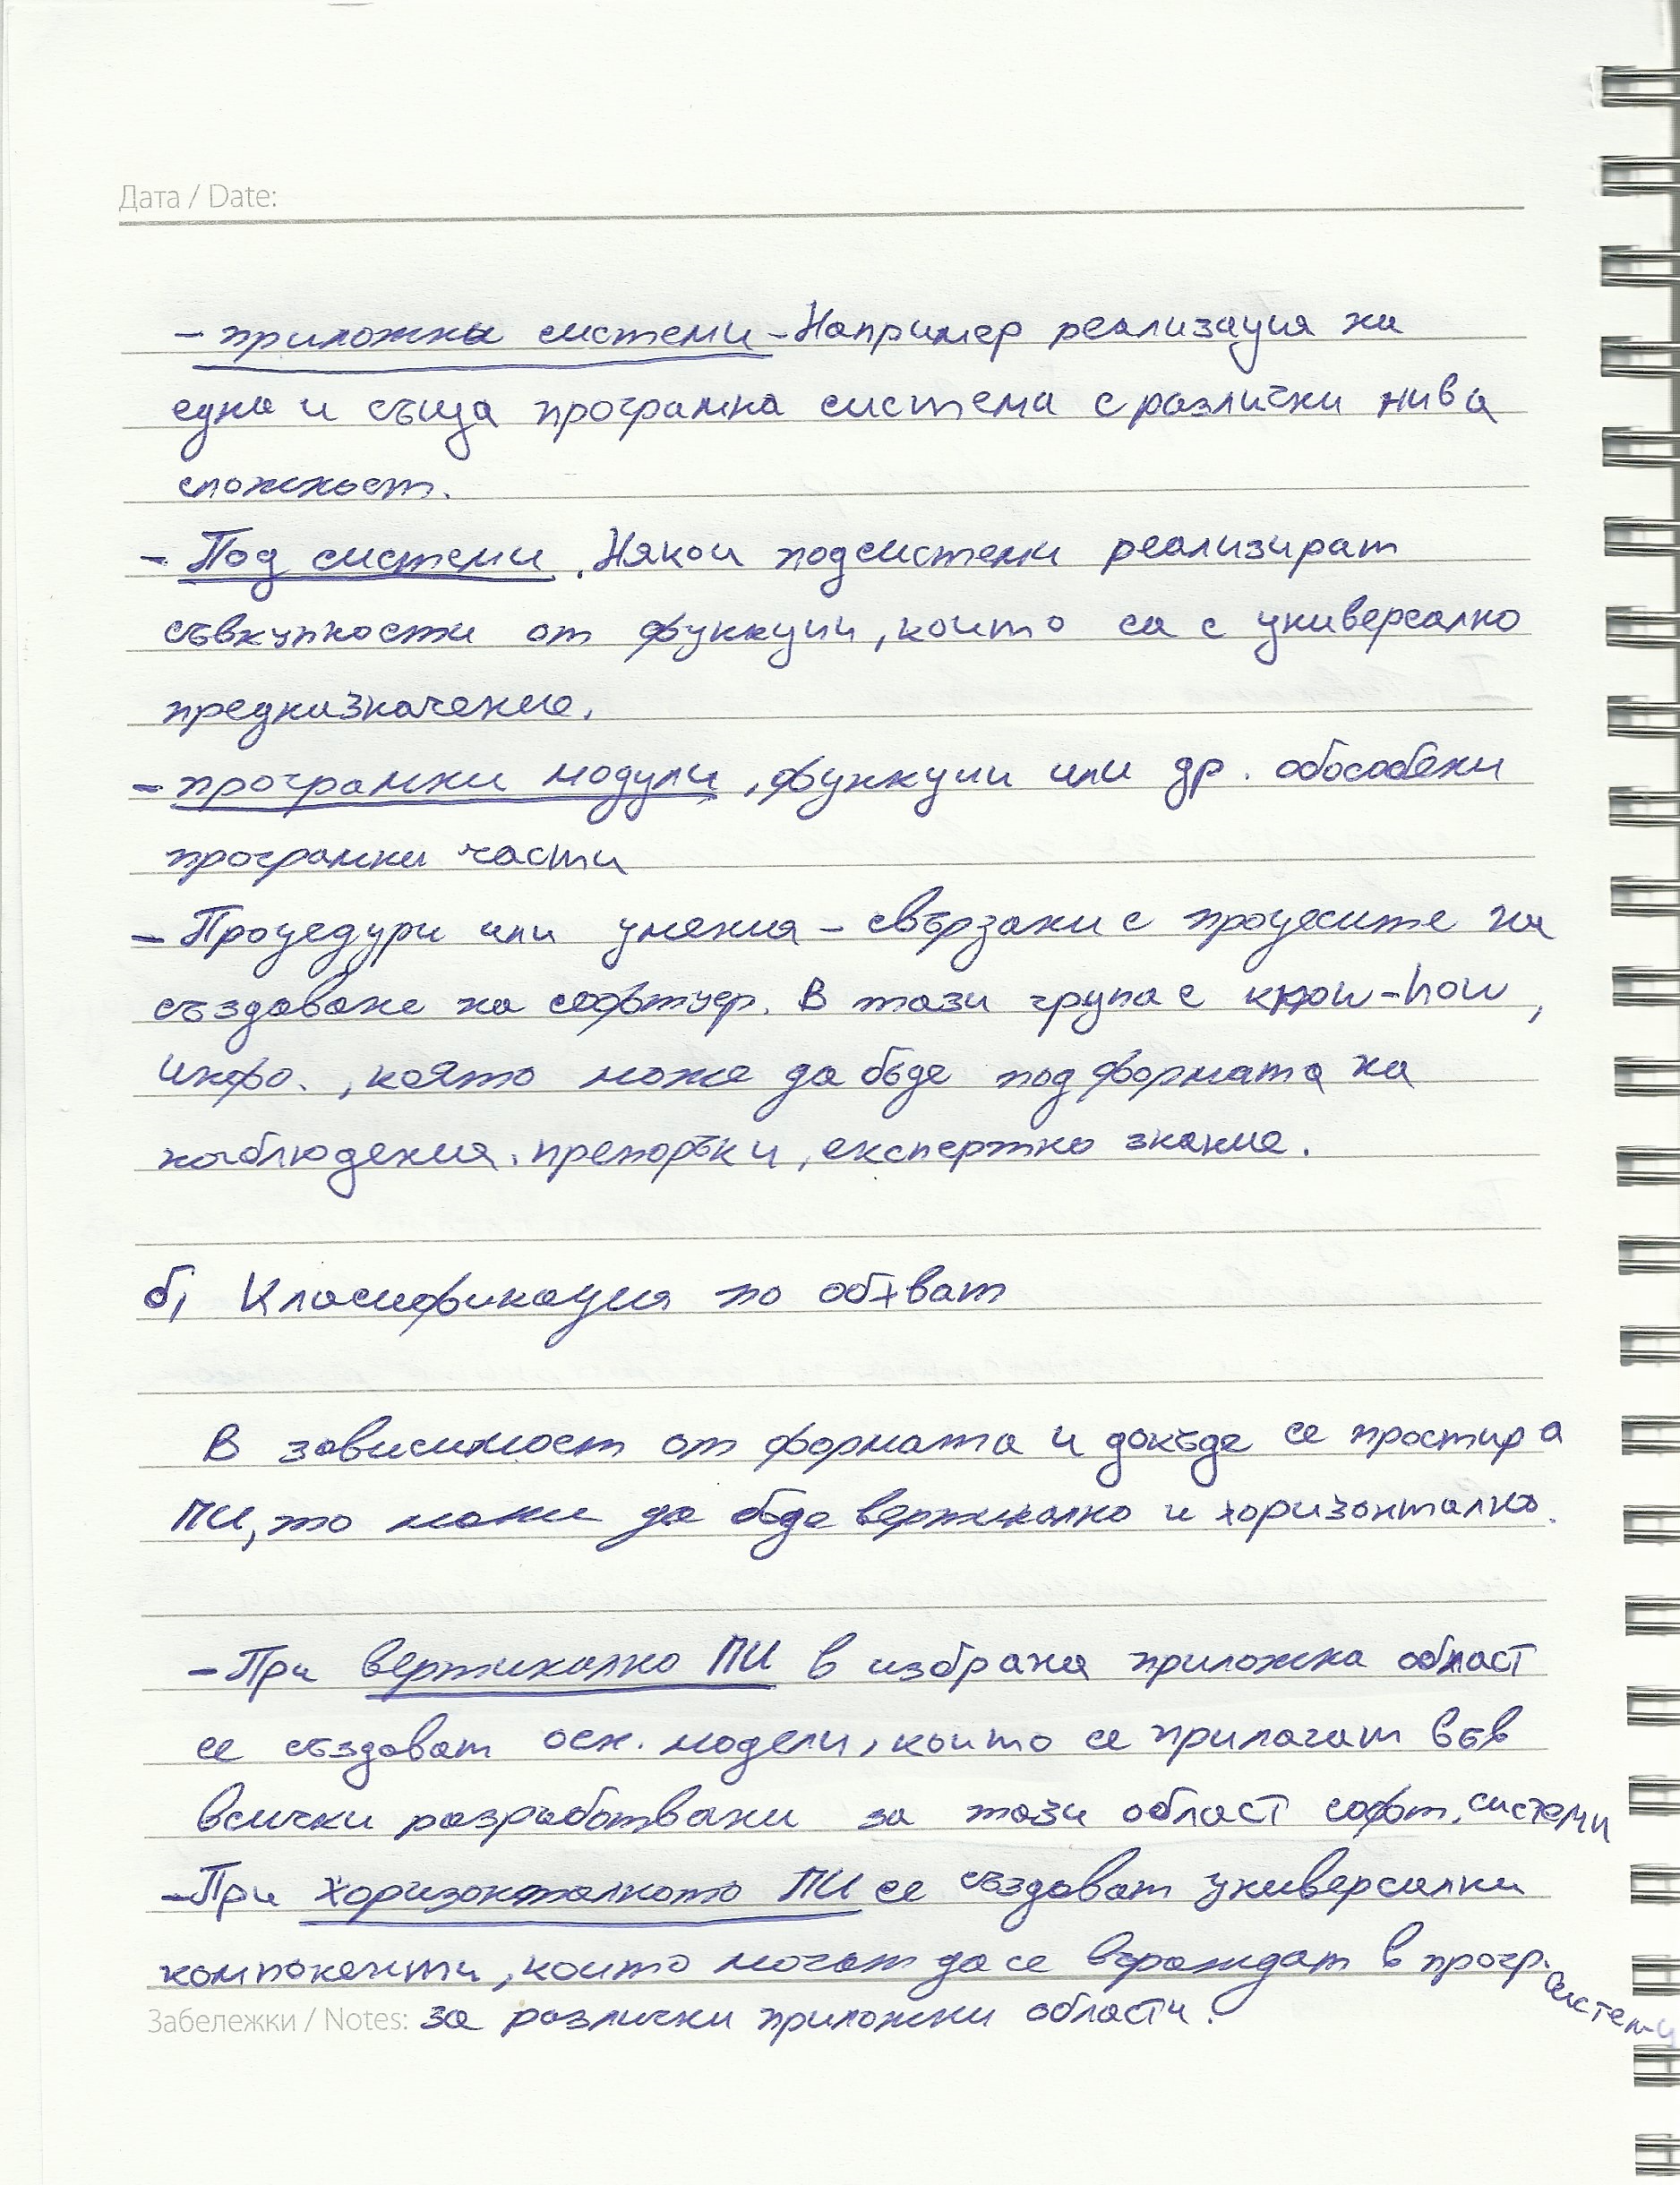 Дата / Date:
- приложни системи - Например реализация на
една и съща програмна система с различни нива
сложност.
- Под системи. Някои подсистеми реализират
съвкупности от функции, които са с универсално
предназначение.
- програмни модули, функции или др. обособени
програмни части
- Процедури или умения - свързани с процесите на
създаване на софтуер. В тази група е know-how,
инфо., която може да бъде под формата на
наблюдения, препоръки, експертно знание.
б, Класификация по обхват
В зависимост от формата и докъде се простира
ПИ, то може да бъде вертикално и хоризонтално.
- При вертикално ПИ в избрана приложна област
се създават осн. модели, които се прилагат във
всички разработвани за тази област софт. системи
- При хоризонталното ПИ се създават универсални
компоненти, които могат да се вграждат в прогр. системи
Забележки / Notes: за различни приложни области.